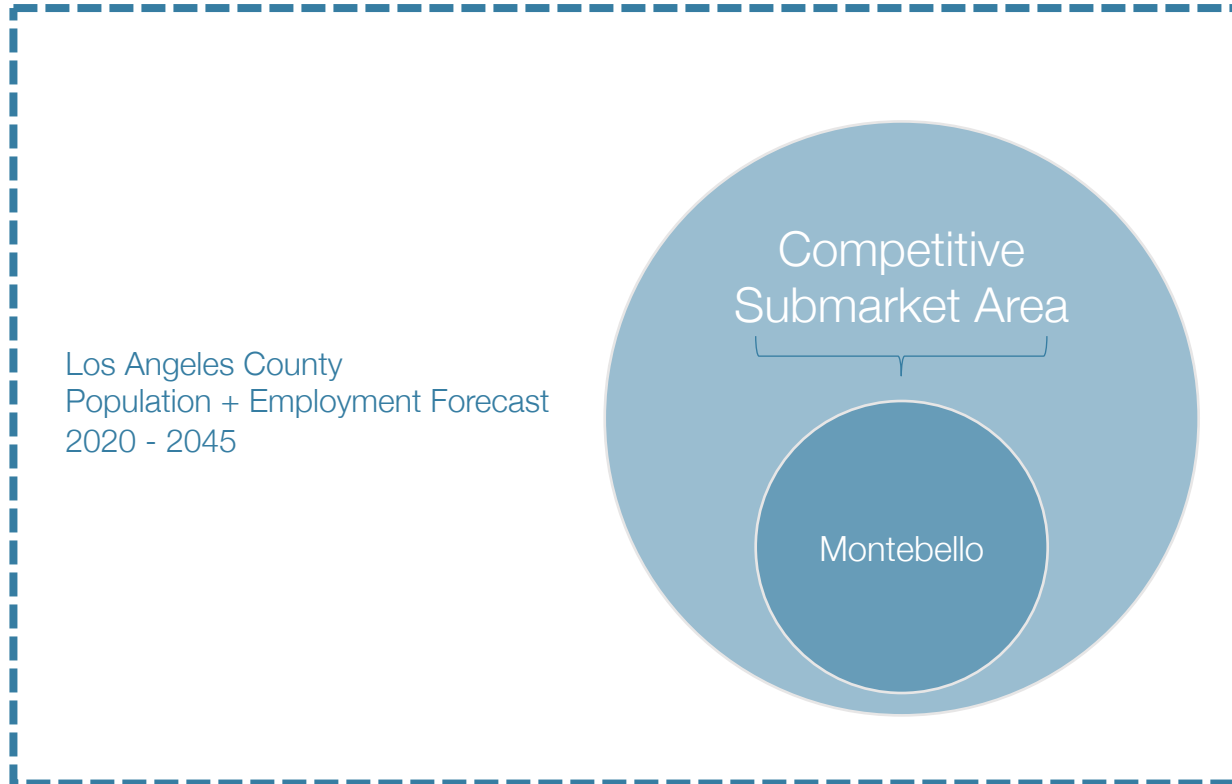 Los Angeles County
Population + Employment Forecast
2020 - 2045
Competitive
Submarket Area
Montebello